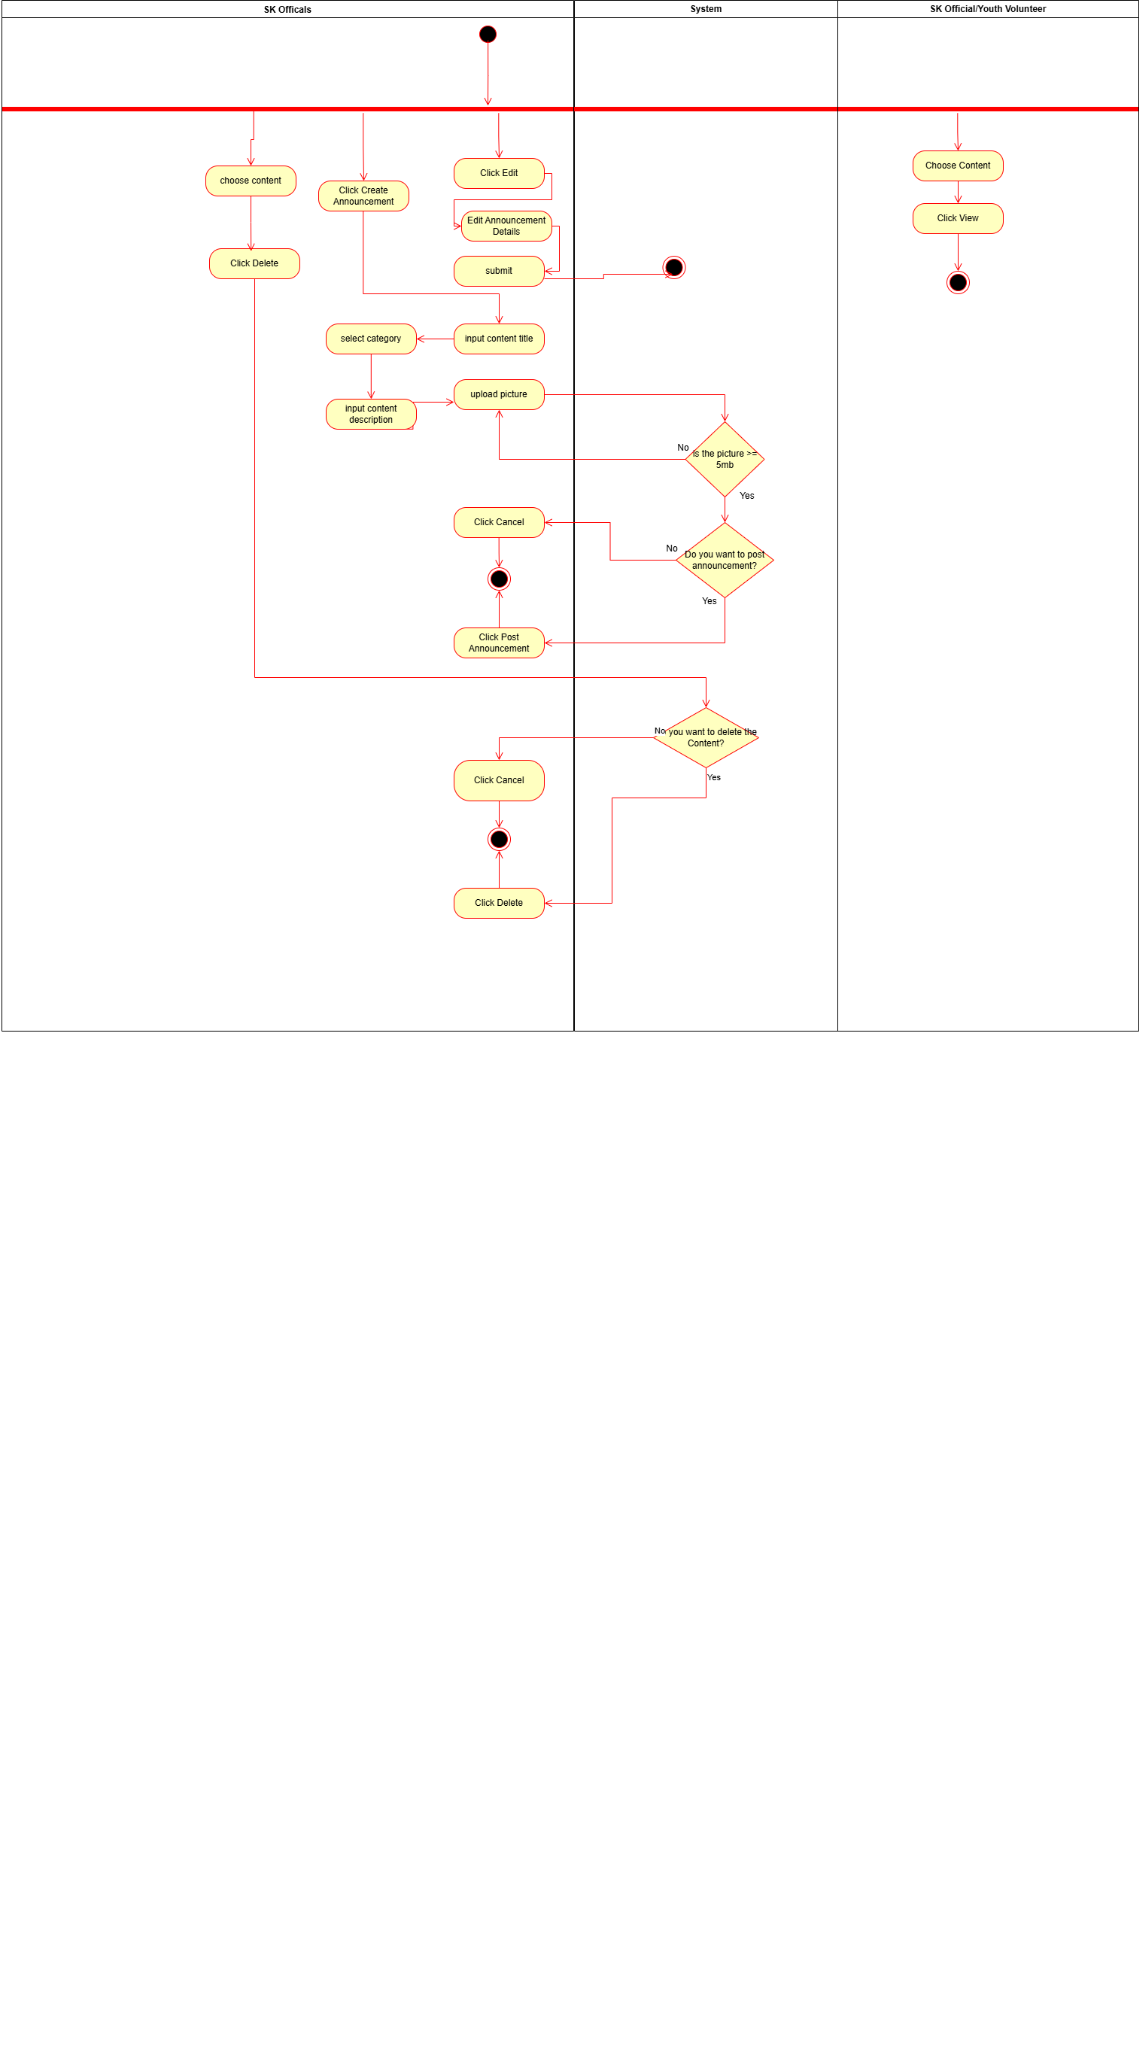 SK Officals
System
SK Official/Youth Volunteer
choose content
Click Delete
Click Create
Announcement
Click Edit
Edit Announcement
Details
submit
Choose Content
Click View
input content title
select category
input content
description
upload picture
is the picture >=
5mb
No
Yes
Do you want to post
announcement?
No
Yes
Click Cancel
Click Post
Announcement
No
you want to delete the
Content?
Yes
Click Cancel
Click Delete